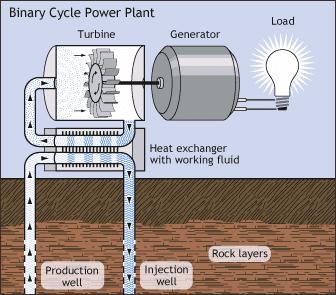 Binary Cycle Power Plant
Turbine
Generator
Load
Heat exchanger
with working fluid
Rock layers
Production
well
Injection
well